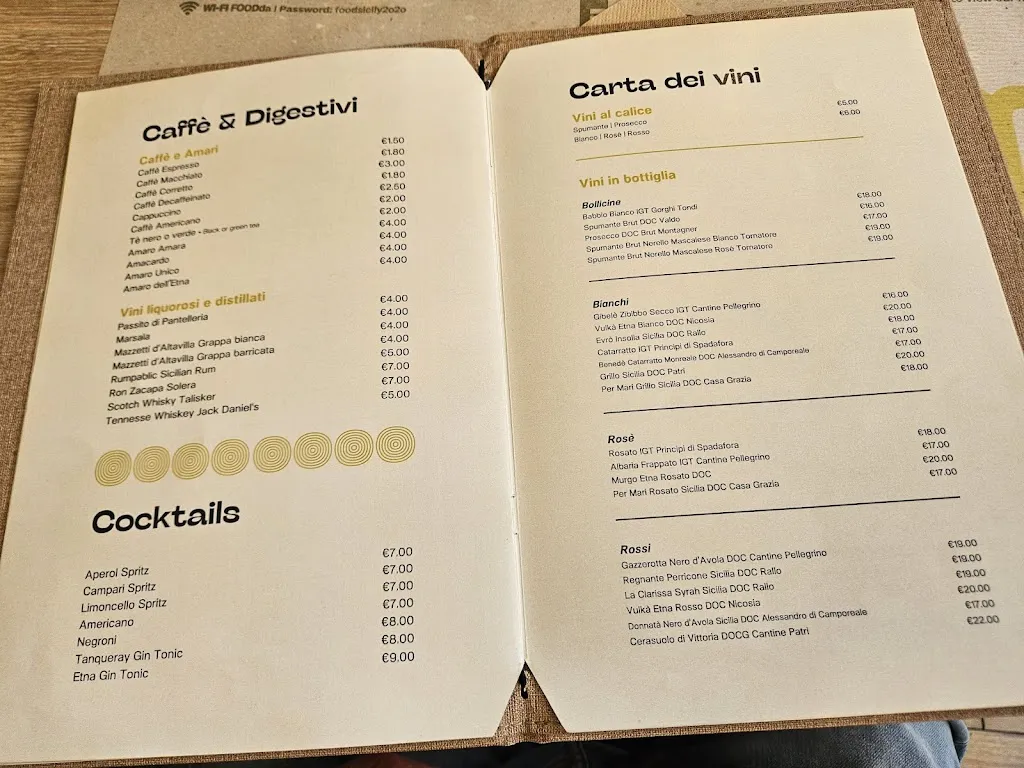 WI-FI FOODda | Password: foodsicily2020
Caffè & Digestivi
Caffè e Amari
Caffè Espresso €1.50
Caffè Macchiato €1.80
Caffè Corretto €3.00
Caffè Decaffeinato €1.80
Cappuccino €2.50
Caffè Americano €2.00
Tè nero o verde • Black or green tea €2.00
Amaro Amara €4.00
Amacardo €4.00
Amaro Unico €4.00
Amaro dell'Etna €4.00
Vini liquorosi e distillati
Passito di Pantelleria €4.00
Marsala €4.00
Mazzetti d'Altavilla Grappa bianca €4.00
Mazzetti d'Altavilla Grappa barricata €4.00
Rumpablic Sicilian Rum €5.00
Ron Zacapa Solera €7.00
Scotch Whisky Talisker €7.00
Tennesse Whiskey Jack Daniel's €5.00
Cocktails
Aperol Spritz €7.00
Campari Spritz €7.00
Limoncello Spritz €7.00
Americano €7.00
Negroni €8.00
Tanqueray Gin Tonic €8.00
Etna Gin Tonic €9.00
Carta dei vini
Vini al calice
Spumante | Prosecco €5.00
Bianco | Rosè | Rosso €6.00
Vini in bottiglia
Bollicine
Babbio Bianco IGT Gorghi Tondi €18.00
Spumante Brut DOC Valdo €16.00
Prosecco DOC Brut Montagner €17.00
Spumante Brut Nerello Mascalese Bianco Tornatore €19.00
Spumante Brut Nerello Mascalese Rosè Tornatore €19.00
Bianchi
Gibelè Zibibbo Secco IGT Cantine Pellegrino €16.00
Vulkà Etna Bianco DOC Nicosia €20.00
Evrò Insolia Sicilia DOC Rallo €18.00
Catarratto IGT Principi di Spadafora €17.00
Benedè Catarratto Monreale DOC Alessandro di Camporeale €17.00
Grillo Sicilia DOC Patri €20.00
Per Mari Grillo Sicilia DOC Casa Grazia €18.00
Rosè
Rosato IGT Principi di Spadafora €18.00
Albaria Frappato IGT Cantine Pellegrino €17.00
Murgo Etna Rosato DOC €20.00
Per Mari Rosato Sicilia DOC Casa Grazia €17.00
Rossi
Gazzerotta Nero d'Avola DOC Cantine Pellegrino €19.00
Regnante Perricone Sicilia DOC Rallo €19.00
La Clarissa Syrah Sicilia DOC Rallo €19.00
Vulkà Etna Rosso DOC Nicosia €20.00
Donnatà Nero d'Avola Sicilia DOC Alessandro di Camporeale €17.00
Cerasuolo di Vittoria DOCG Cantine Patri €22.00